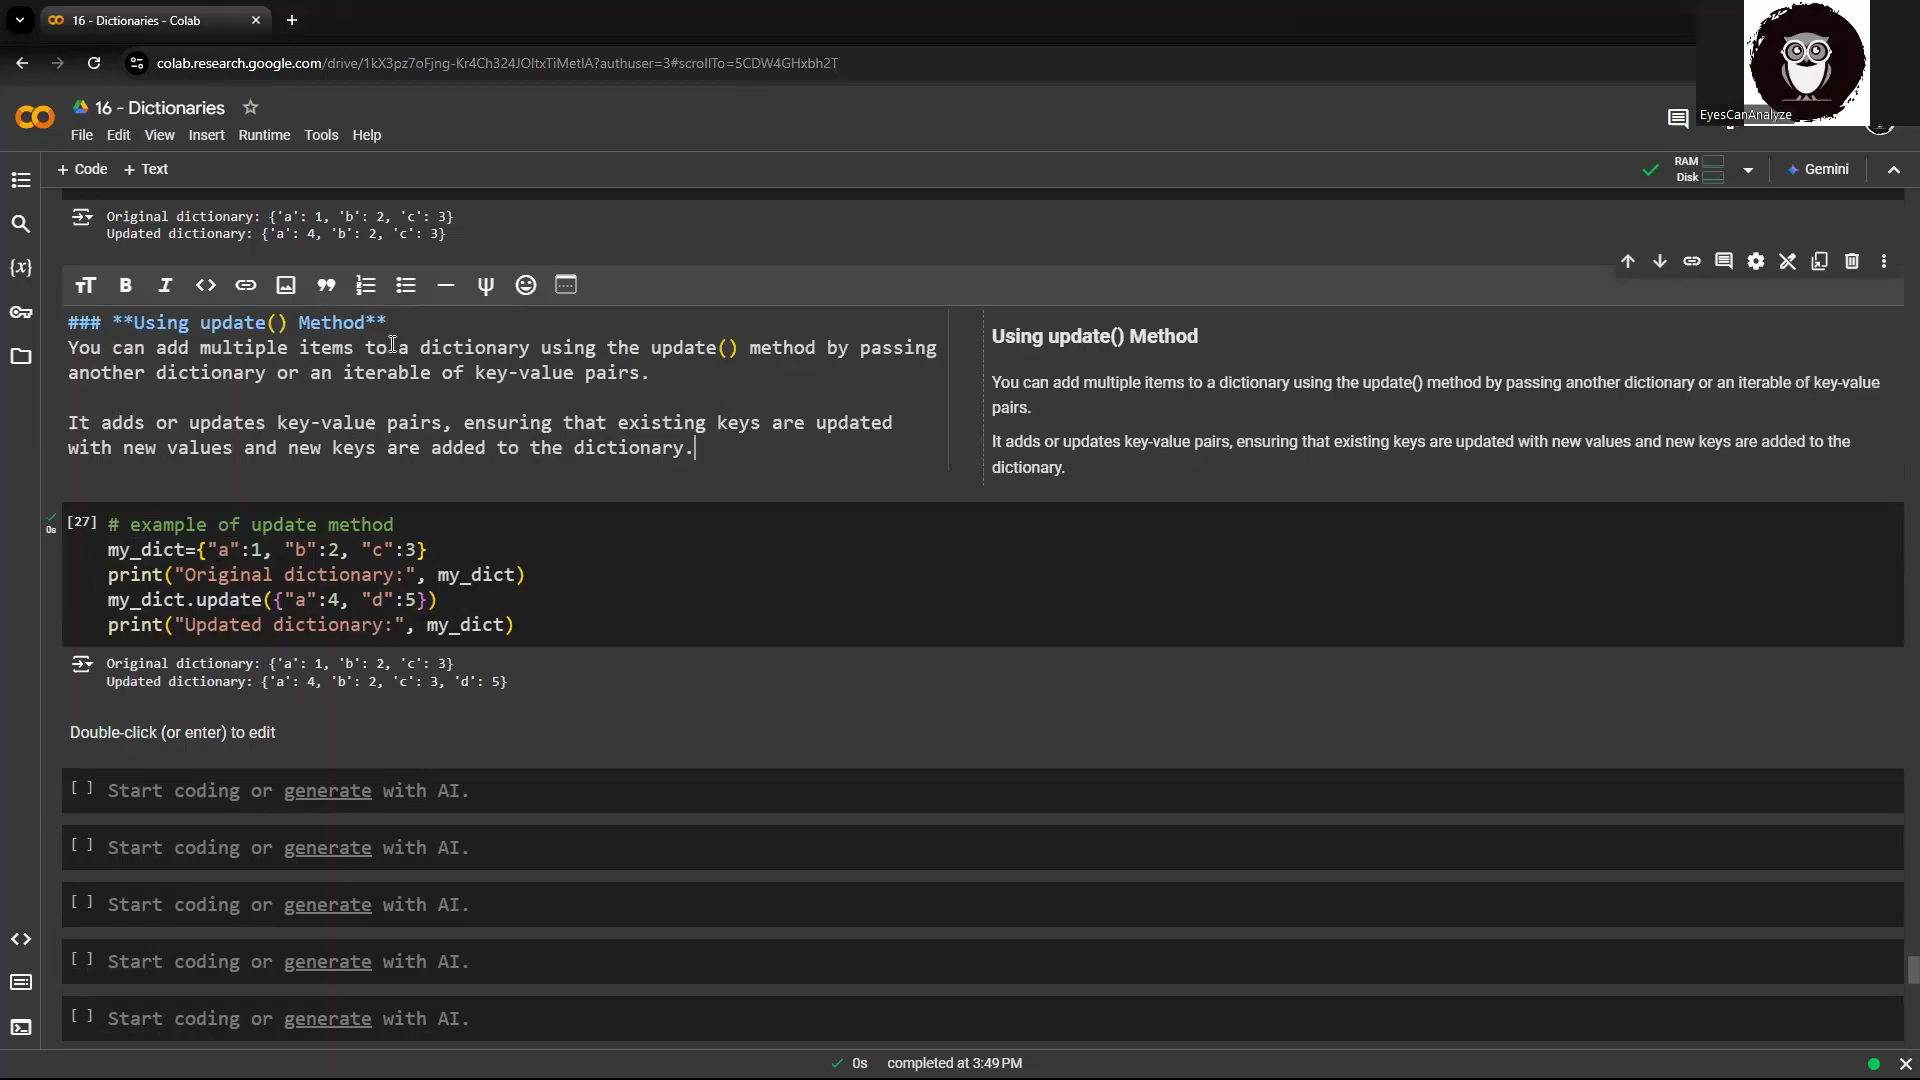 16 - Dictionaries - Colab
colab.research.google.com/drive/1kX3pz7oFjng-Kr4Ch324JOltxTiMetIA?authuser=3#scrollTo=5CDW4GHxbh2T
EyesCanAnalyze
16 - Dictionaries
File Edit View Insert Runtime Tools Help
+ Code + Text
RAM
Disk
Gemini
Original dictionary: {'a': 1, 'b': 2, 'c': 3}
Updated dictionary: {'a': 4, 'b': 2, 'c': 3}
### **Using update() Method**
You can add multiple items to a dictionary using the update() method by passing
another dictionary or an iterable of key-value pairs.
It adds or updates key-value pairs, ensuring that existing keys are updated
with new values and new keys are added to the dictionary.
Using update() Method
You can add multiple items to a dictionary using the update() method by passing another dictionary or an iterable of key-value
pairs.
It adds or updates key-value pairs, ensuring that existing keys are updated with new values and new keys are added to the
dictionary.
0s
[27] # example of update method
my_dict={"a":1, "b":2, "c":3}
print("Original dictionary:", my_dict)
my_dict.update({"a":4, "d":5})
print("Updated dictionary:", my_dict)
Original dictionary: {'a': 1, 'b': 2, 'c': 3}
Updated dictionary: {'a': 4, 'b': 2, 'c': 3, 'd': 5}
Double-click (or enter) to edit
[ ] Start coding or generate with AI.
[ ] Start coding or generate with AI.
[ ] Start coding or generate with AI.
[ ] Start coding or generate with AI.
[ ] Start coding or generate with AI.
0s completed at 3:49 PM